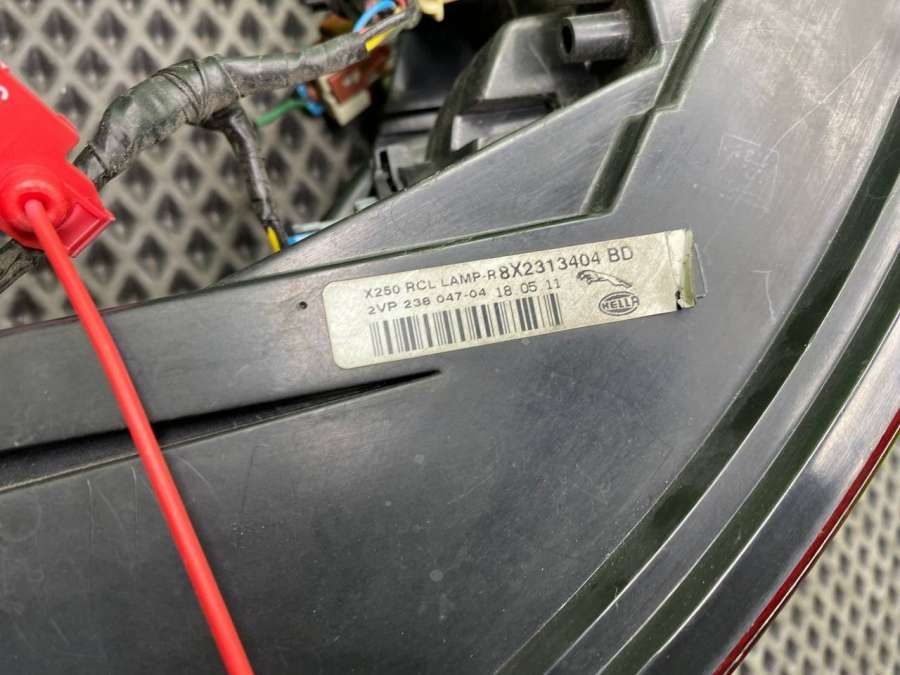 X250 RCL LAMP-R 8X2313404 BD
2VP 238 047-04 18 05 11
HELLA